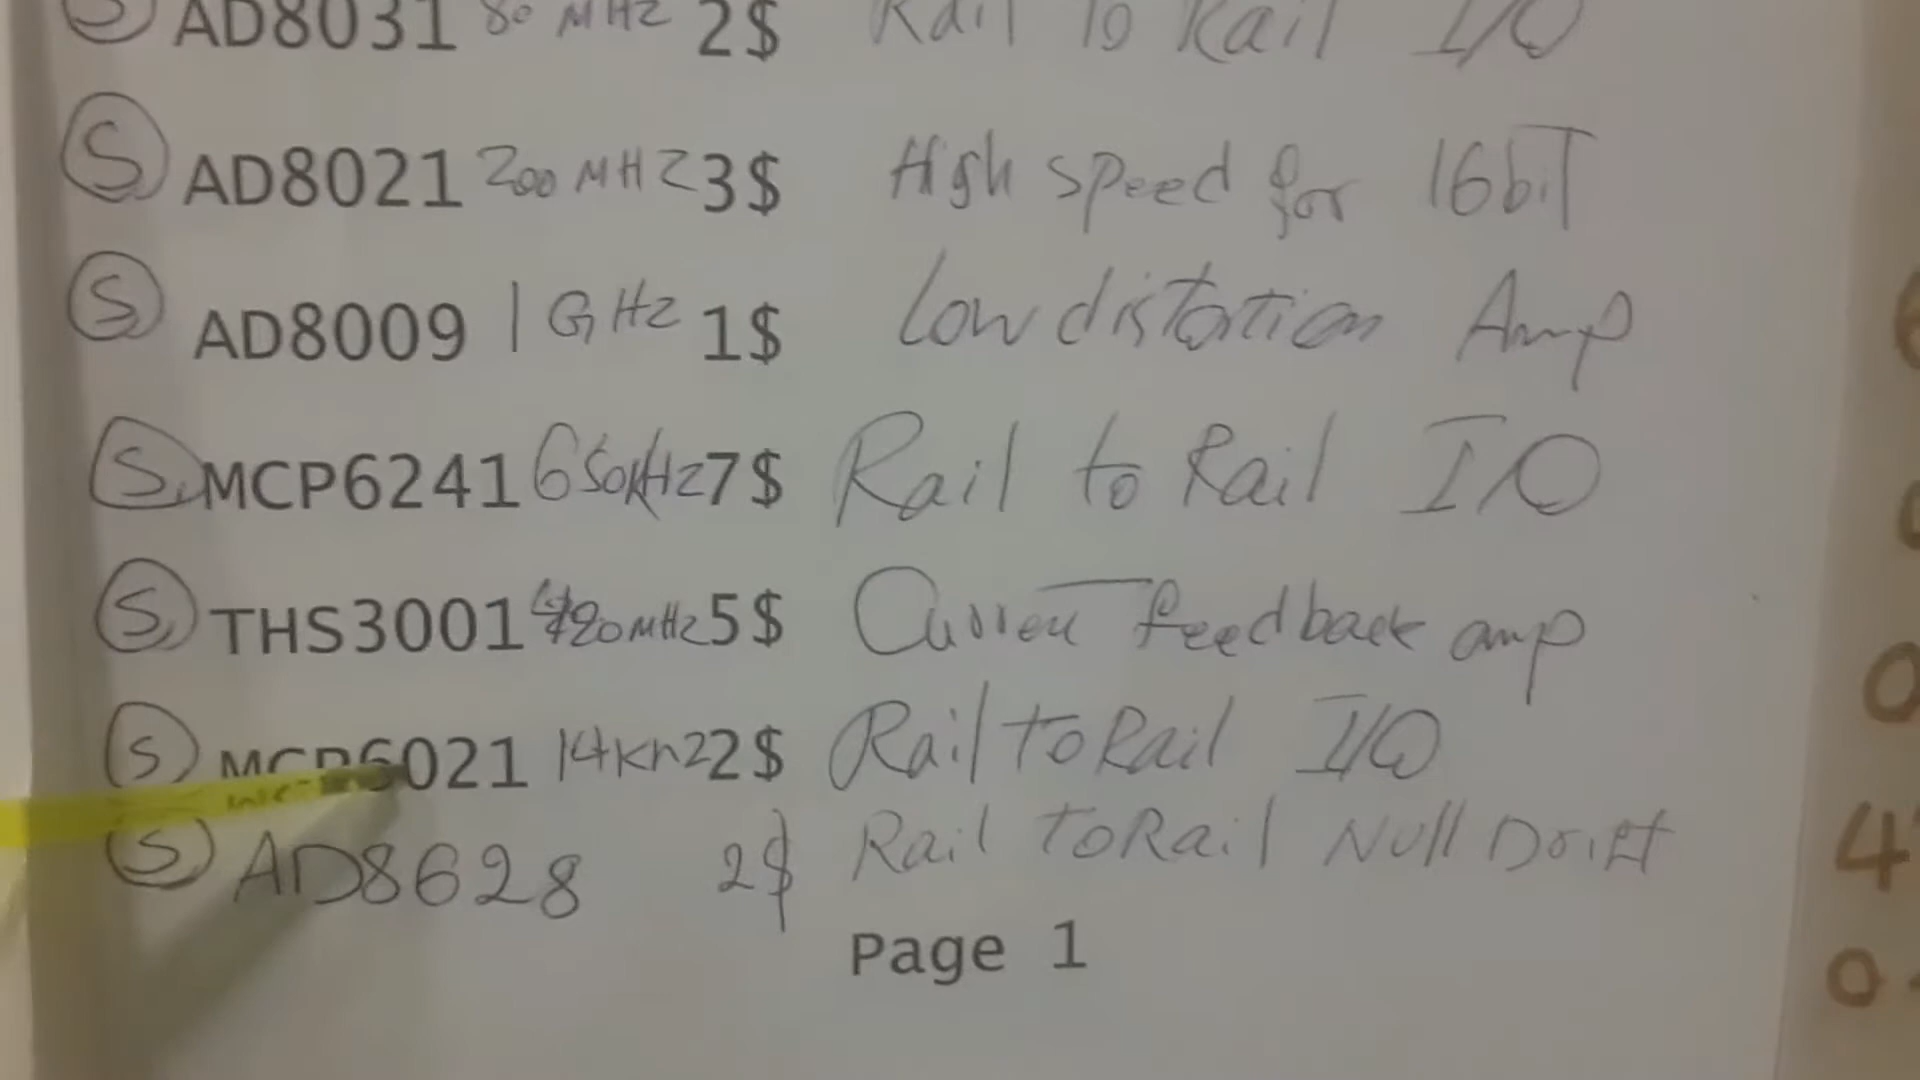 S AD8031 80 MHZ 2$ Rail To Rail I/O
S AD8021 200 MHZ 3$ High speed for 16biT
S AD8009 1 GHZ 1$ Low distortion Amp
S MCP6241 650KHz 7$ Rail to Rail I/O
S THS3001 420MHz 5$ Current feedback amp
S MCP6021 14KHz 2$ Rail To Rail I/O
S AD8628 2$ Rail To Rail Null Drift
Page 1